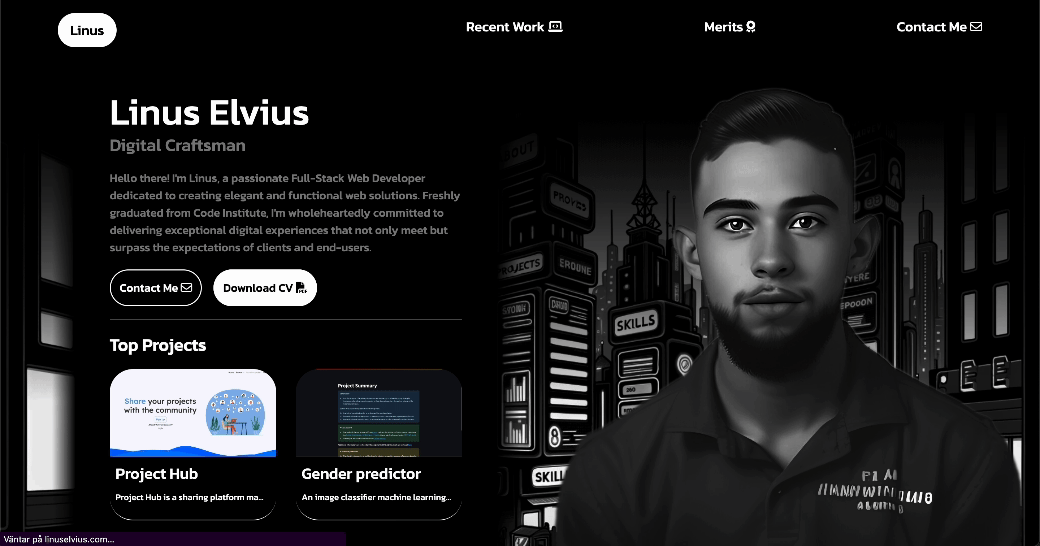 Linus
Recent Work
Merits
Contact Me
Linus Elvius
Digital Craftsman
Hello there! I'm Linus, a passionate Full-Stack Web Developer
dedicated to creating elegant and functional web solutions. Freshly
graduated from Code Institute, I'm wholeheartedly committed to
delivering exceptional digital experiences that not only meet but
surpass the expectations of clients and end-users.
Contact Me
Download CV
Top Projects
Share your projects
with the community
Project Summary
Project Hub
Gender predictor
Project Hub is a sharing platform ma...
An image classifier machine learning...
PROJECTS
SKILLS
Väntar på linuselvius.com...